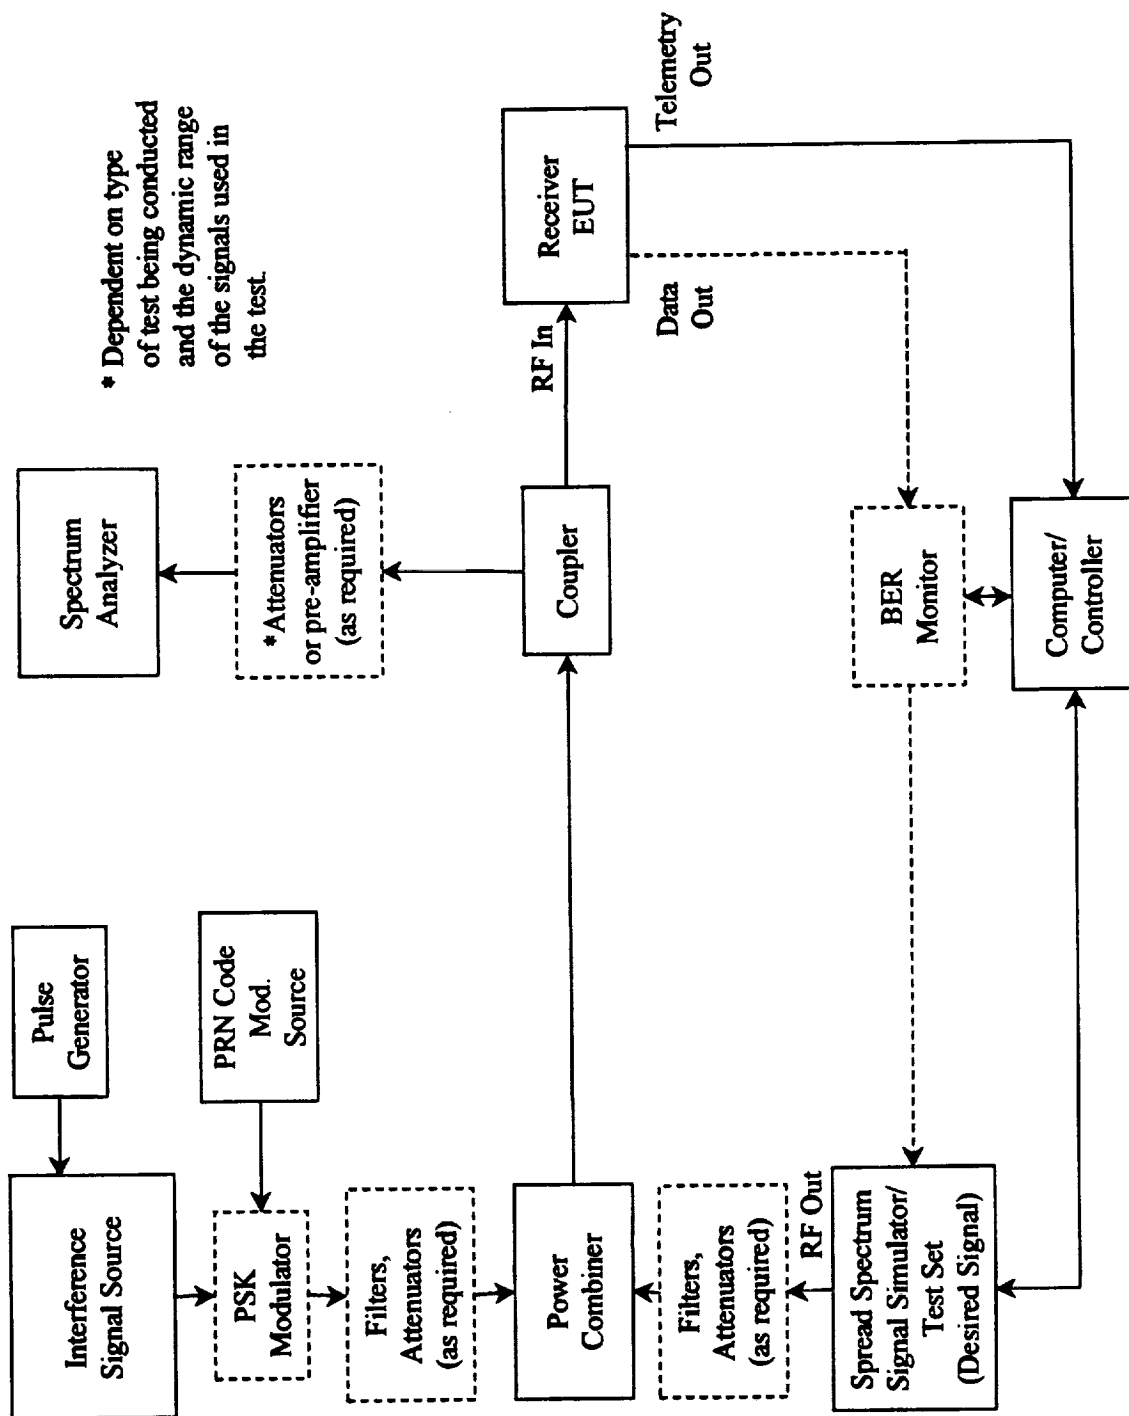 Interference
Signal Source
Pulse
Generator
PSK
Modulator
PRN Code
Mod.
Source
Filters,
Attenuators
(as required)
Power
Combiner
Filters,
Attenuators
(as required)
RF Out
Spread Spectrum
Signal Simulator/
Test Set
(Desired Signal)
Spectrum
Analyzer
*Attenuators
or pre-amplifier
(as required)
Coupler
RF In
Receiver
EUT
Data
Out
Telemetry
Out
BER
Monitor
Computer/
Controller
* Dependent on type
of test being conducted
and the dynamic range
of the signals used in
the test.